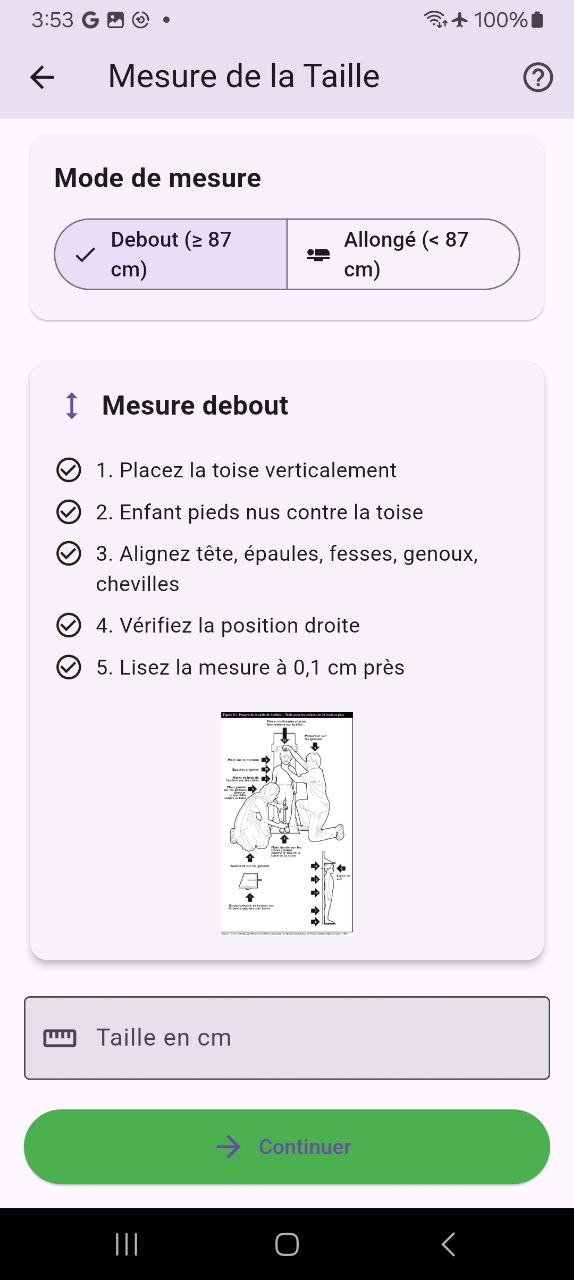 3:53 G
100%
Mesure de la Taille
Mode de mesure
Debout (≥ 87
cm)
Allongé (< 87
cm)
Mesure debout
1. Placez la toise verticalement
2. Enfant pieds nus contre la toise
3. Alignez tête, épaules, fesses, genoux,
chevilles
4. Vérifiez la position droite
5. Lisez la mesure à 0,1 cm près
Taille en cm
Continuer